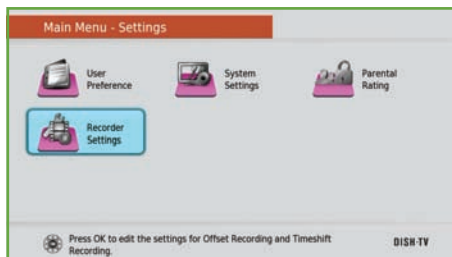 Main Menu - Settings
User
Preference
System
Settings
Parental
Rating
Recorder
Settings
Press OK to edit the settings for Offset Recording and Timeshift
Recording.
DISH-TV